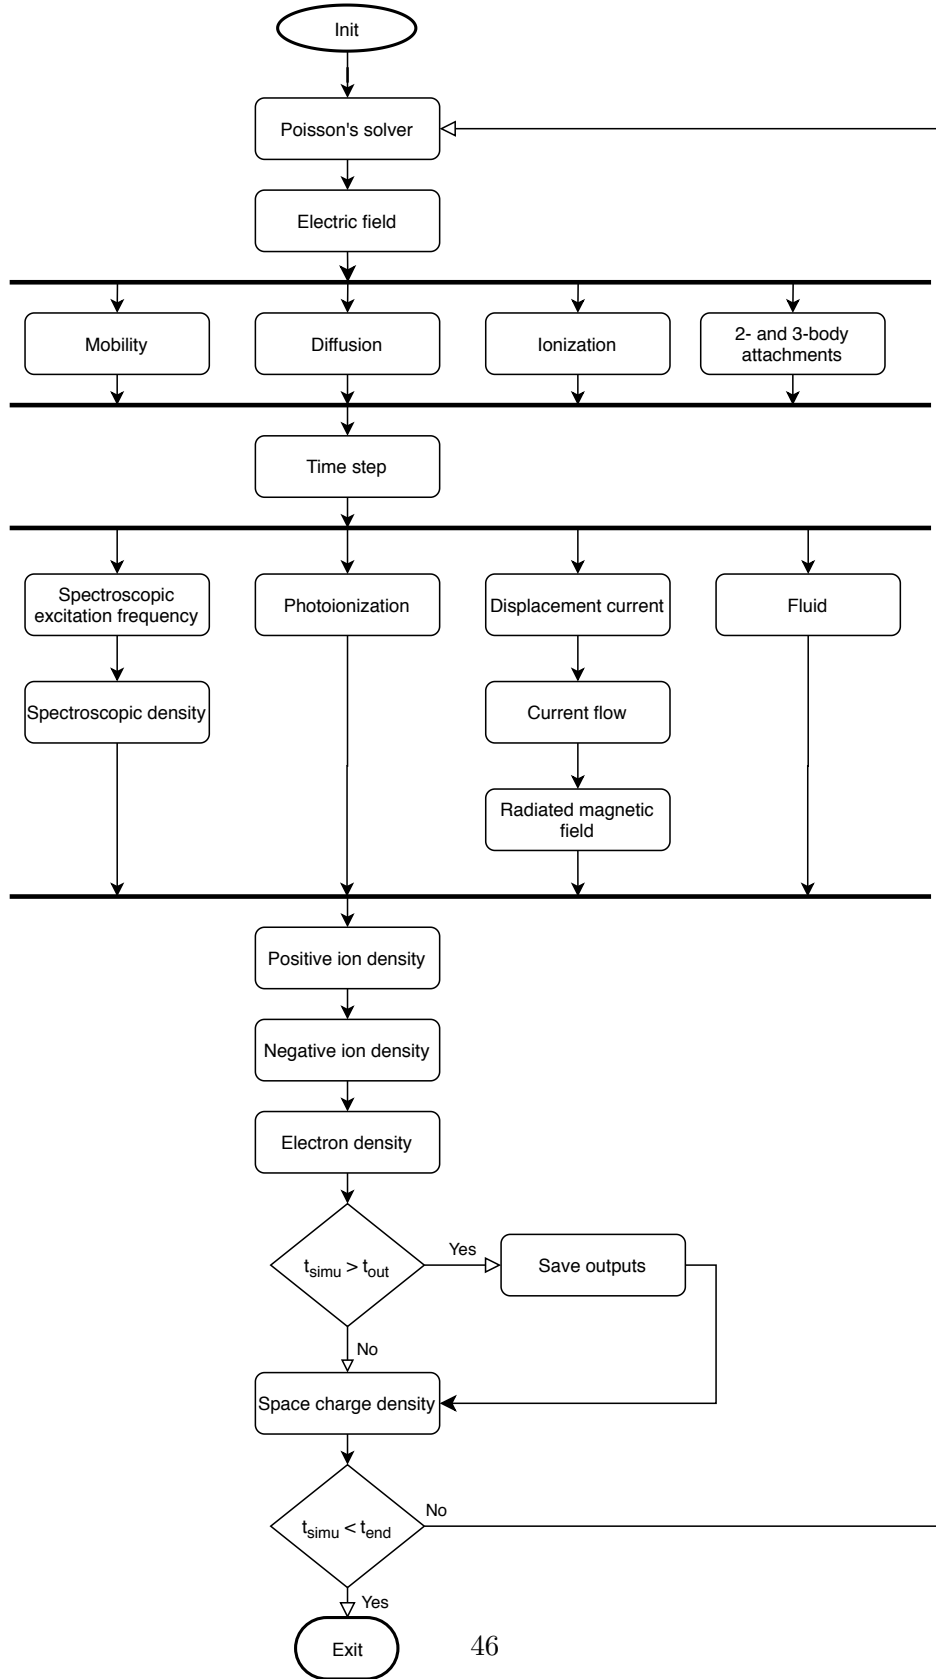 Init
Poisson's solver
Electric field
Mobility
Diffusion
Ionization
2- and 3-body
attachments
Time step
Spectroscopic
excitation frequency
Photoionization
Displacement current
Fluid
Spectroscopic density
Current flow
Radiated magnetic
field
Positive ion density
Negative ion density
Electron density
t_simu > t_out
Yes
Save outputs
No
Space charge density
t_simu < t_end
No
Yes
Exit
46